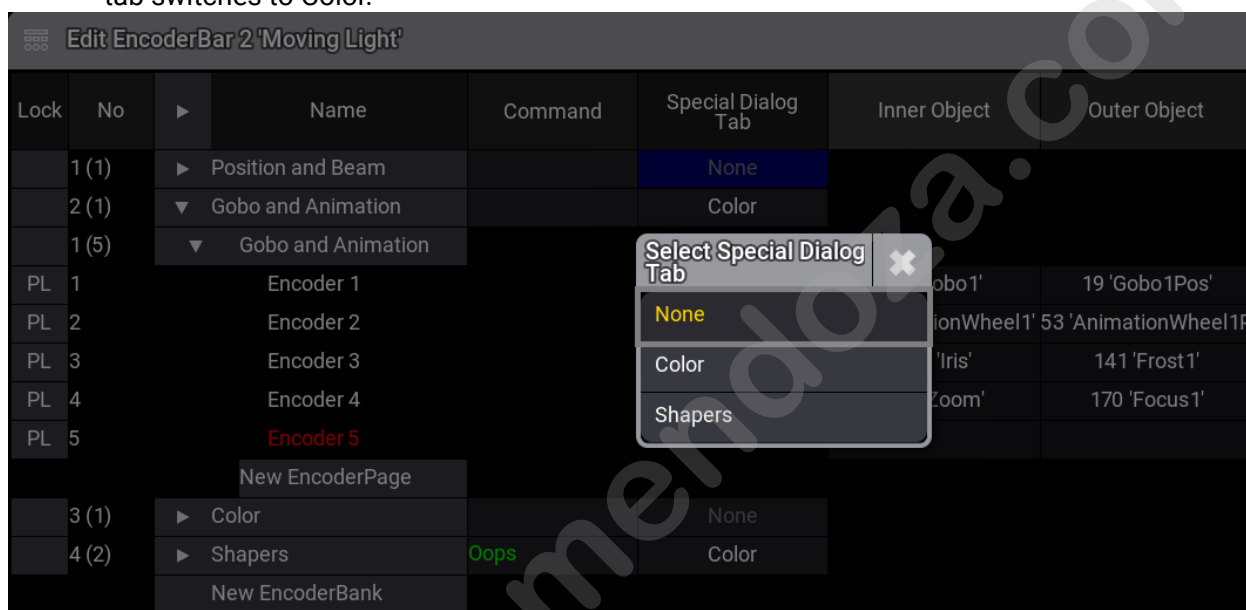 tab switches to Color.
Edit EncoderBar 2 'Moving Light'
Lock No Name Command Special Dialog Tab Inner Object Outer Object
1 (1) Position and Beam None
2 (1) Gobo and Animation Color
1 (5) Gobo and Animation
Select Special Dialog
Tab
PL 1 Encoder 1 obo1' 19 'Gobo1Pos'
None
PL 2 Encoder 2 ionWheel1' 53 'AnimationWheel1P
PL 3 Encoder 3 Color 'Iris' 141 'Frost1'
PL 4 Encoder 4 Zoom' 170 'Focus1'
Shapers
PL 5 Encoder 5
New EncoderPage
3 (1) Color None
4 (2) Shapers Oops Color
New EncoderBank
mendoza.co